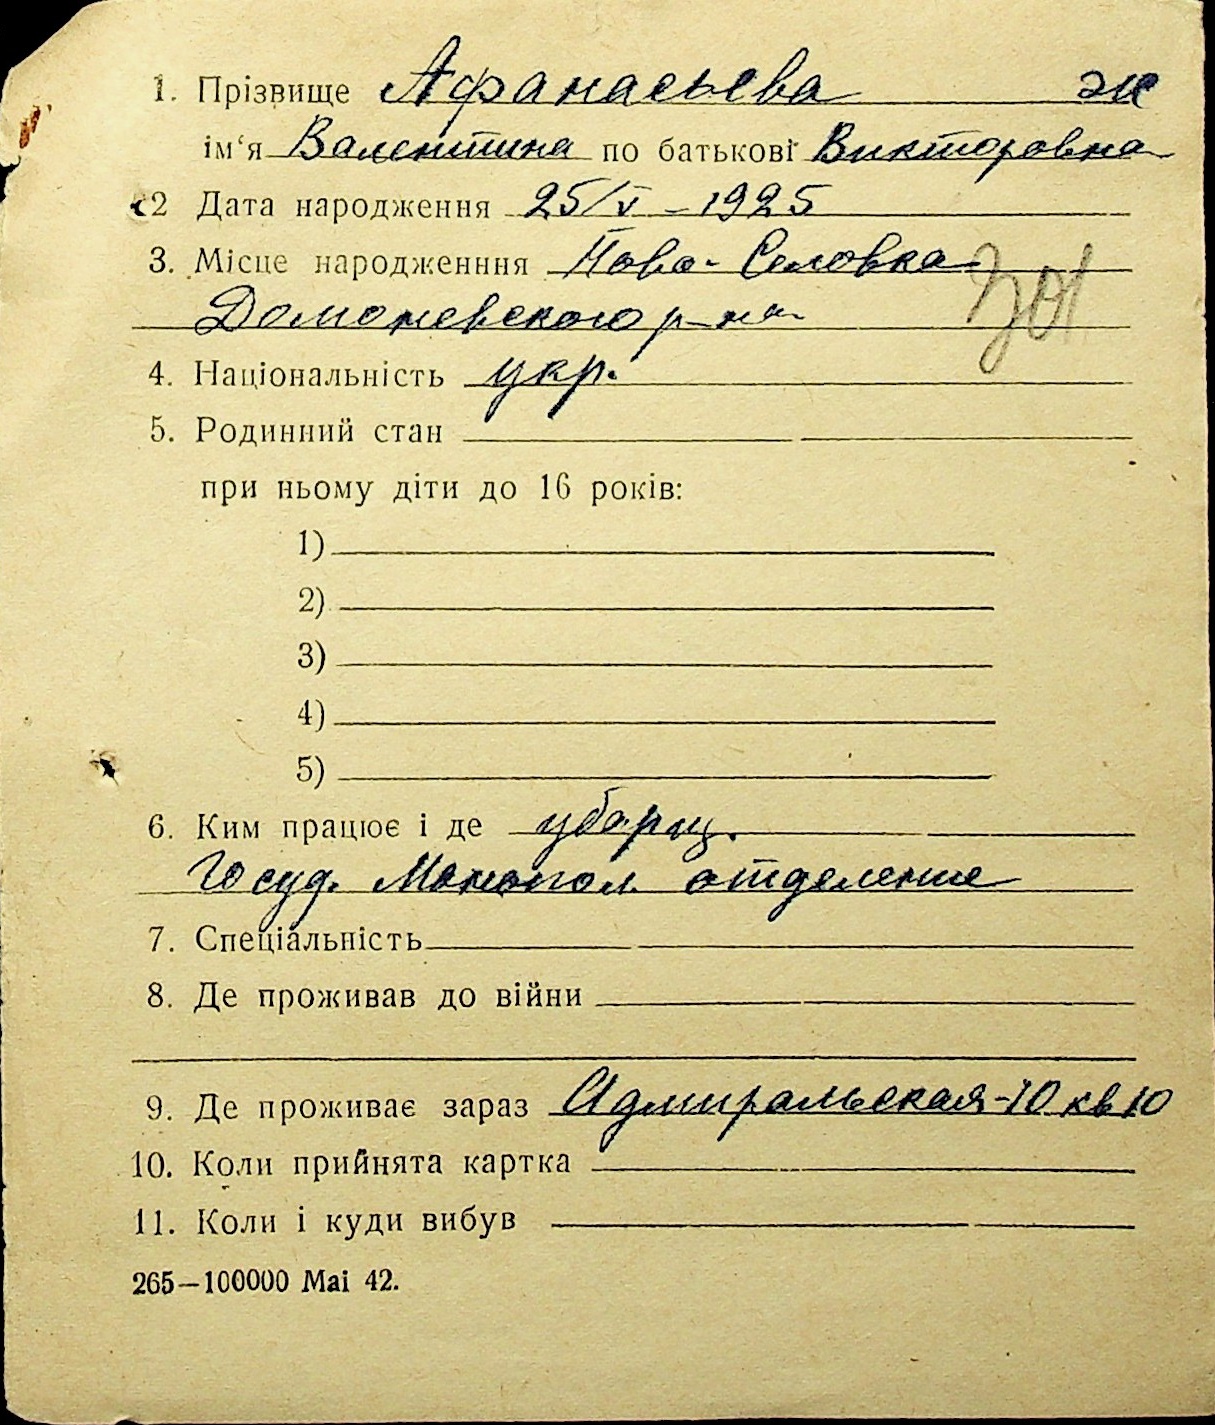 1. Прізвище Афанасьева ж
ім‘я Валентина по батькові Викторовна
2 Дата народження 25/V – 1925
3. Місце народженння Ново-Селовка
Доманевского р-на
301
4. Національність укр.
5. Родинний стан
при ньому діти до 16 років:
1)
2)
3)
4)
5)
6. Ким працює і де уборщ.
Госуд. Монопол. отделение
7. Спеціальність
8. Де проживав до війни
9. Де проживає зараз Адмиральская-10 кв 10
10. Коли прийнята картка
11. Коли і куди вибув
265—100000 Mai 42.